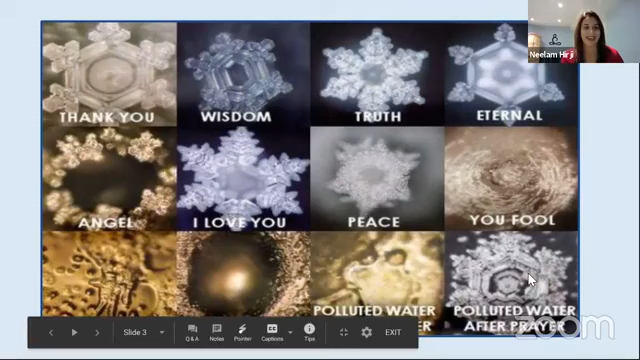 Neelam Hirji
THANK YOU
WISDOM
TRUTH
ETERNAL
ANGEL
I LOVE YOU
PEACE
YOU FOOL
POLLUTED WATER
POLLUTED WATER
AFTER PRAYER
Slide 3
Q & A
Notes
Pointer
Captions
Tips
EXIT
zoom